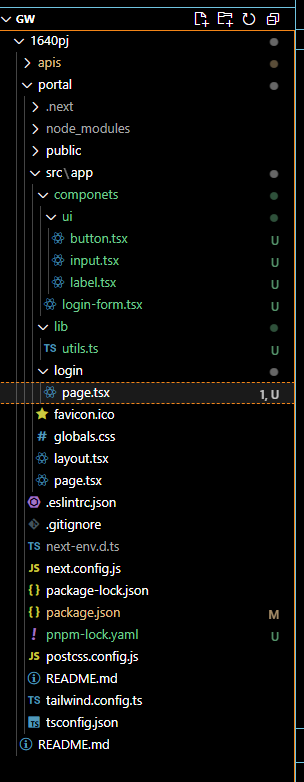 GW
1640pj
apis
portal
.next
node_modules
public
src\app
componets
ui
button.tsx U
input.tsx U
label.tsx U
login-form.tsx U
lib
TS utils.ts U
login
page.tsx 1, U
favicon.ico
# globals.css
layout.tsx
page.tsx
.eslintrc.json
.gitignore
TS next-env.d.ts
JS next.config.js
{} package-lock.json
{} package.json M
! pnpm-lock.yaml U
JS postcss.config.js
README.md
TS tailwind.config.ts
TS tsconfig.json
README.md